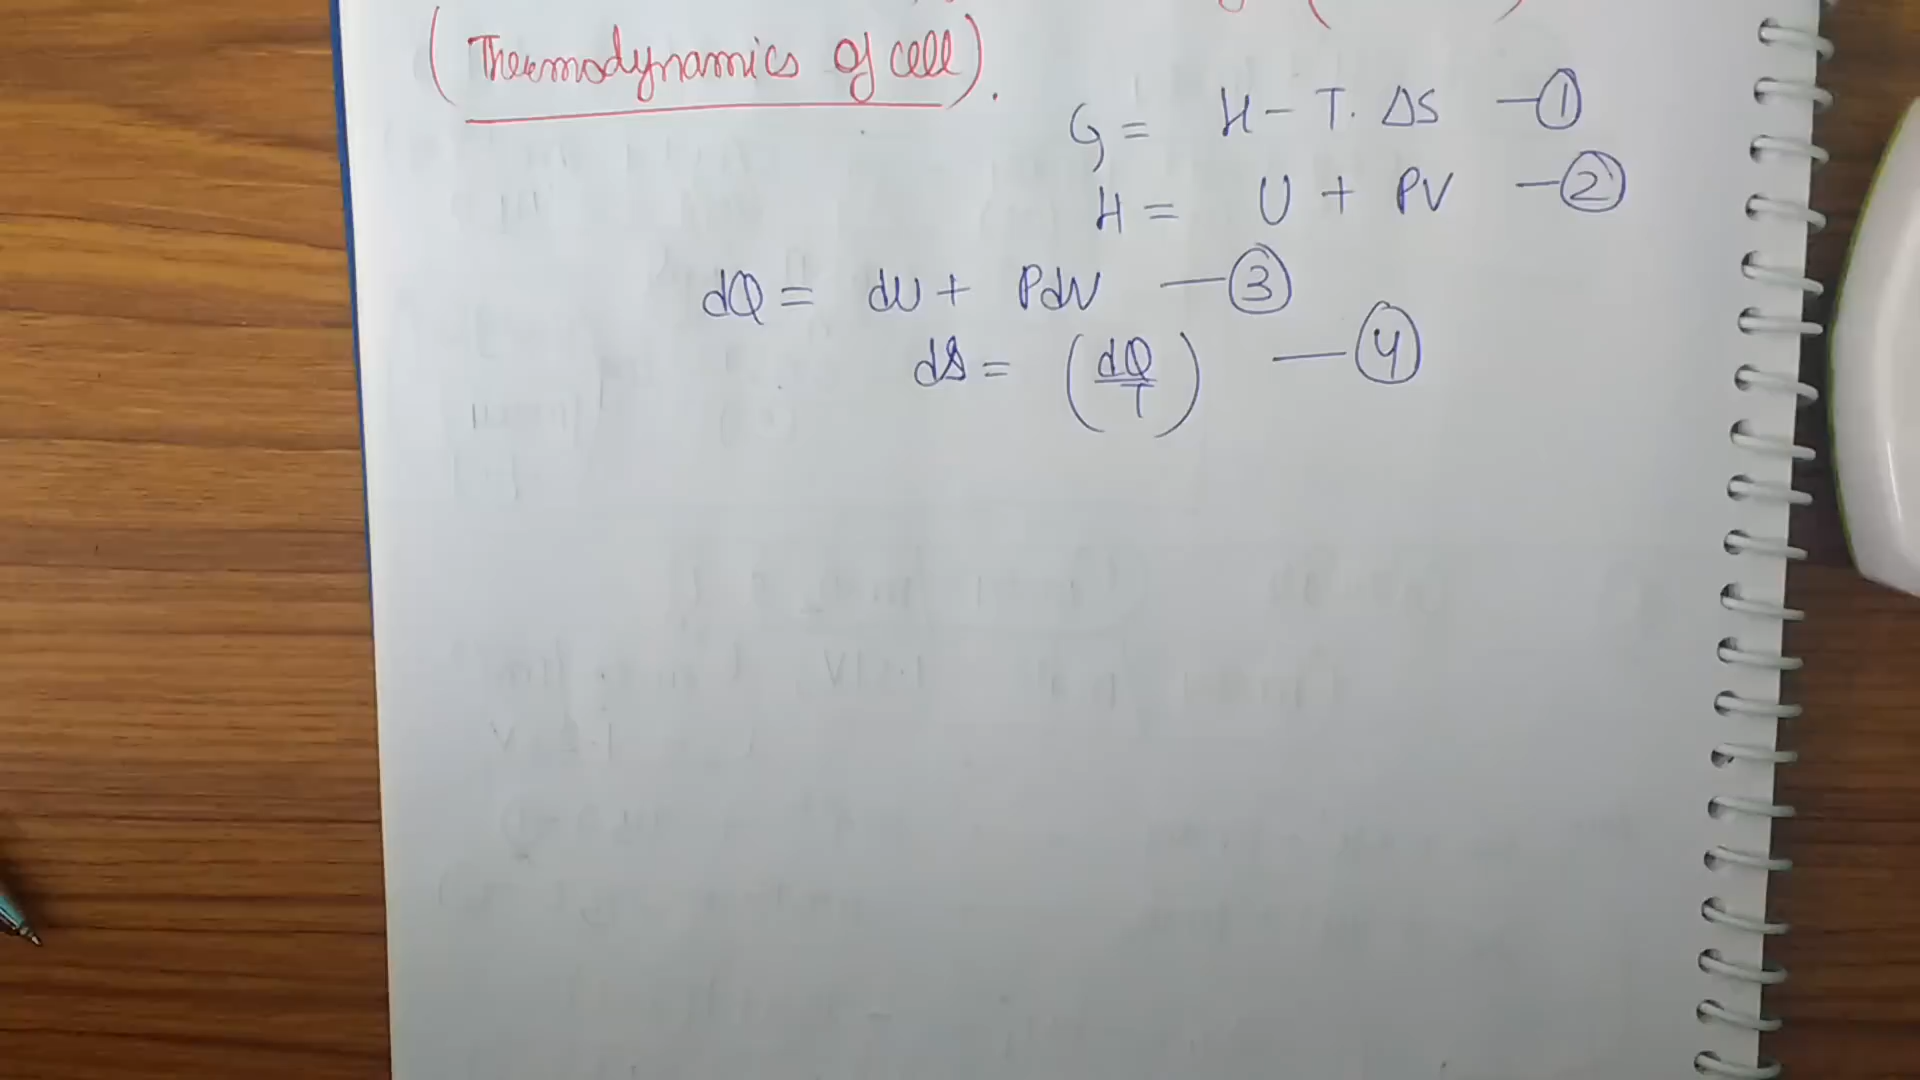 (Thermodynamics of cell).
G = H - T. ΔS —①
H = U + PV —②
dQ = dU + PdV —③
dS = (dQ/T) —④